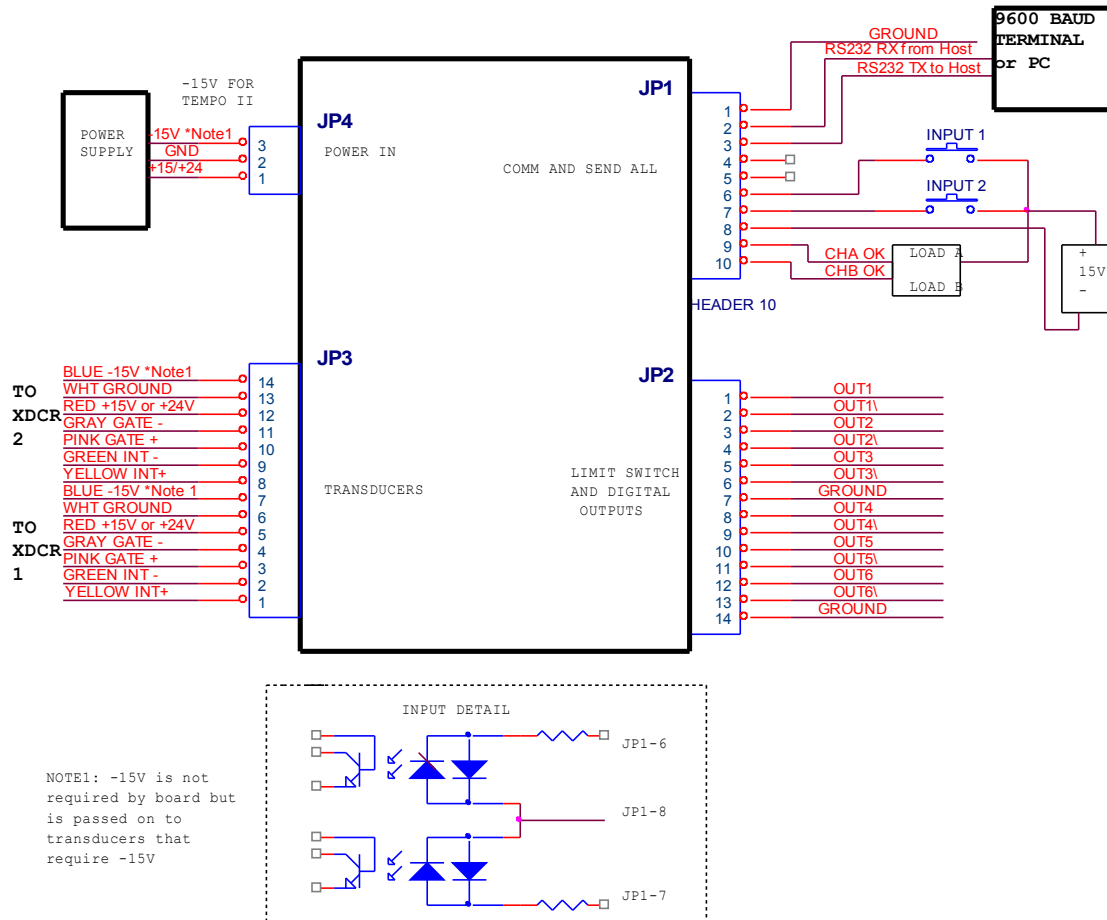 9600 BAUD
TERMINAL
or PC
GROUND
RS232 RX from Host
RS232 TX to Host
-15V FOR
TEMPO II
POWER
SUPPLY
-15V *Note1
GND
+15/+24
3
2
1
JP4
POWER IN
JP1
COMM AND SEND ALL
1
2
3
4
5
6
7
8
9
10
INPUT 1
INPUT 2
CHA OK
CHB OK
LOAD A
LOAD B
+
15V
-
HEADER 10
JP3
TRANSDUCERS
TO
XDCR
2
TO
XDCR
1
BLUE -15V *Note1
WHT GROUND
RED +15V or +24V
GRAY GATE -
PINK GATE +
GREEN INT -
YELLOW INT+
BLUE -15V *Note 1
WHT GROUND
RED +15V or +24V
GRAY GATE -
PINK GATE +
GREEN INT -
YELLOW INT+
14
13
12
11
10
9
8
7
6
5
4
3
2
1
JP2
LIMIT SWITCH
AND DIGITAL
OUTPUTS
1
2
3
4
5
6
7
8
9
10
11
12
13
14
OUT1
OUT1\
OUT2
OUT2\
OUT3
OUT3\
GROUND
OUT4
OUT4\
OUT5
OUT5\
OUT6
OUT6\
GROUND
INPUT DETAIL
JP1-6
JP1-8
JP1-7
NOTE1: -15V is not
required by board but
is passed on to
transducers that
require -15V